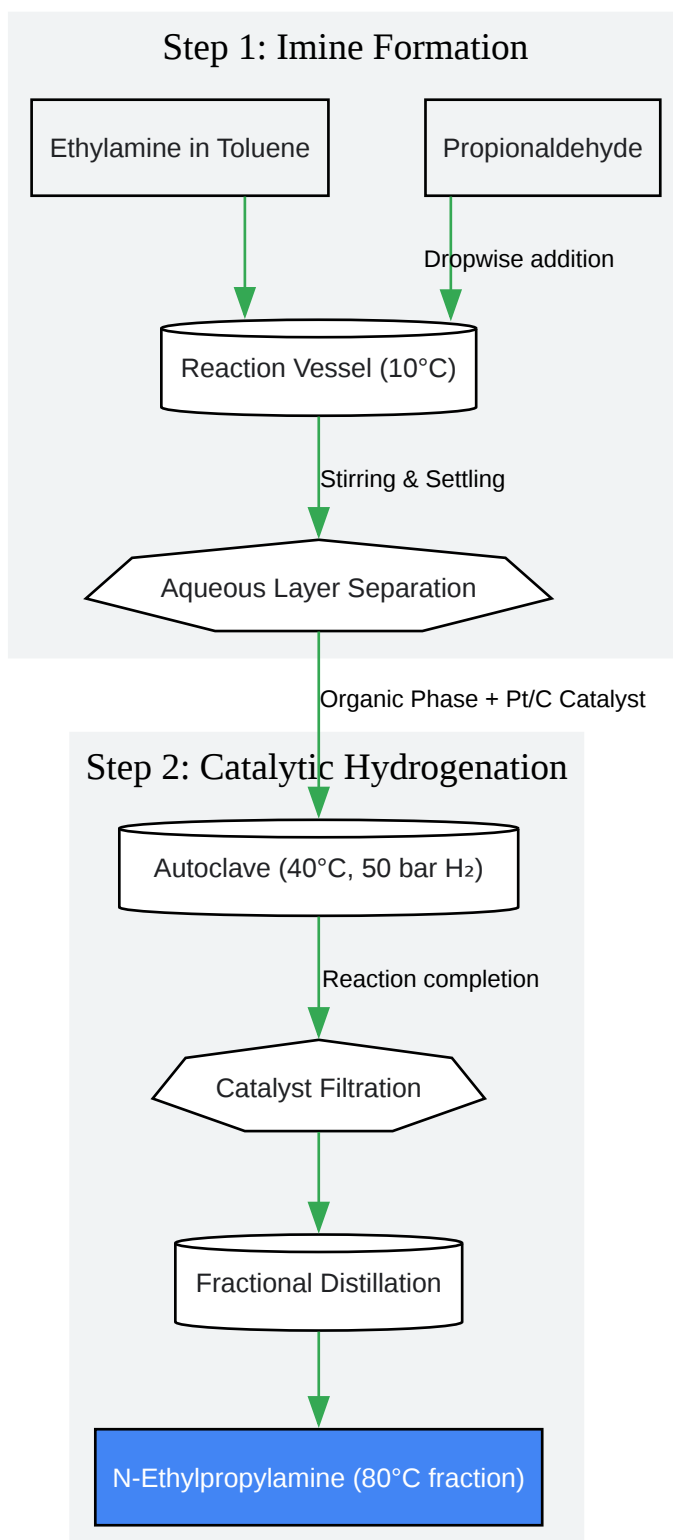 Step 1: Imine Formation
Ethylamine in Toluene
Propionaldehyde
Dropwise addition
Reaction Vessel (10°C)
Stirring & Settling
Aqueous Layer Separation
Organic Phase + Pt/C Catalyst
Step 2: Catalytic Hydrogenation
Autoclave (40°C, 50 bar H₂)
Reaction completion
Catalyst Filtration
Fractional Distillation
N-Ethylpropylamine (80°C fraction)